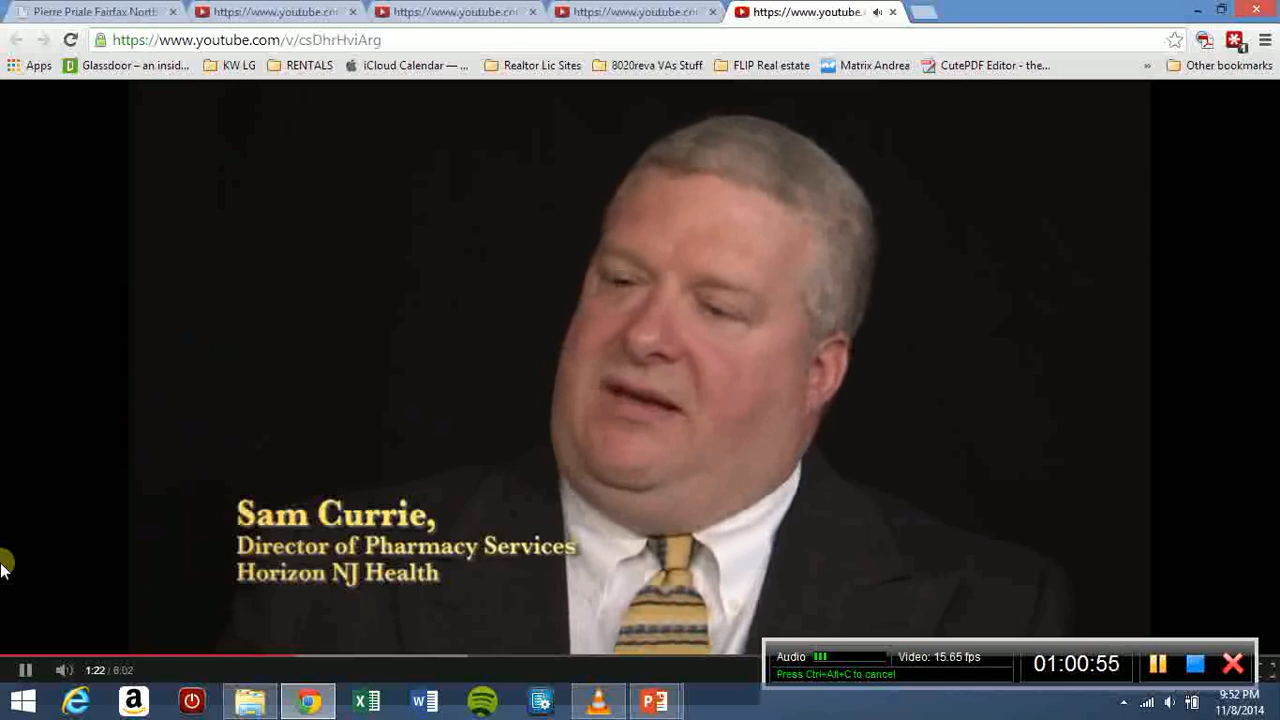 Pierre Priale Fairfax North
https://www.youtube.co
https://www.youtube.co
https://www.youtube.co
https://www.youtube.
https://www.youtube.com/v/csDhrHviArg
Apps
Glassdoor – an insid...
KW LG
RENTALS
iCloud Calendar — ...
Realtor Lic Sites
8020reva VAs Stuff
FLIP Real estate
Matrix Andrea
CutePDF Editor - the...
»
Other bookmarks
Sam Currie,
Director of Pharmacy Services
Horizon NJ Health
1:22 / 6:02
Audio
Video: 15.65 fps
Press Ctrl+Alt+C to cancel
01:00:55
9:52 PM
11/8/2014